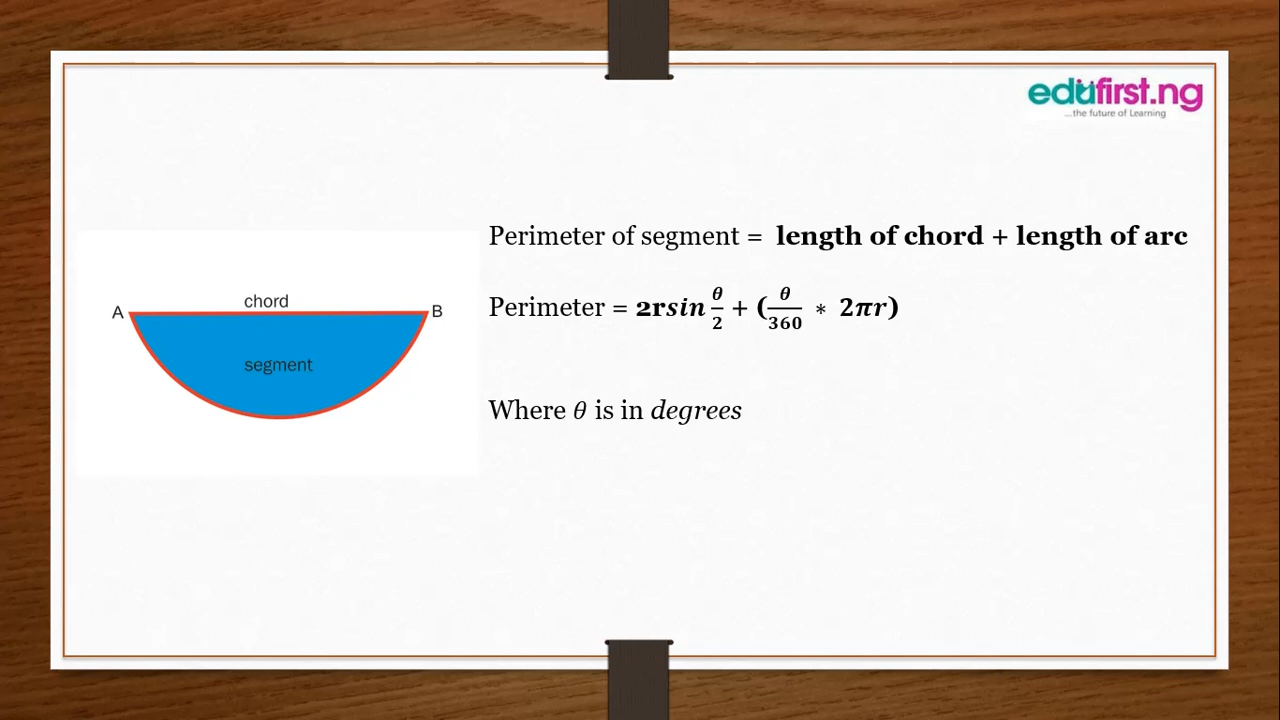 edufirst.ng
...the future of Learning
Perimeter of segment = length of chord + length of arc
chord
A
B
Perimeter = 2rsin θ/2 + (θ/360 * 2πr)
segment
Where θ is in degrees